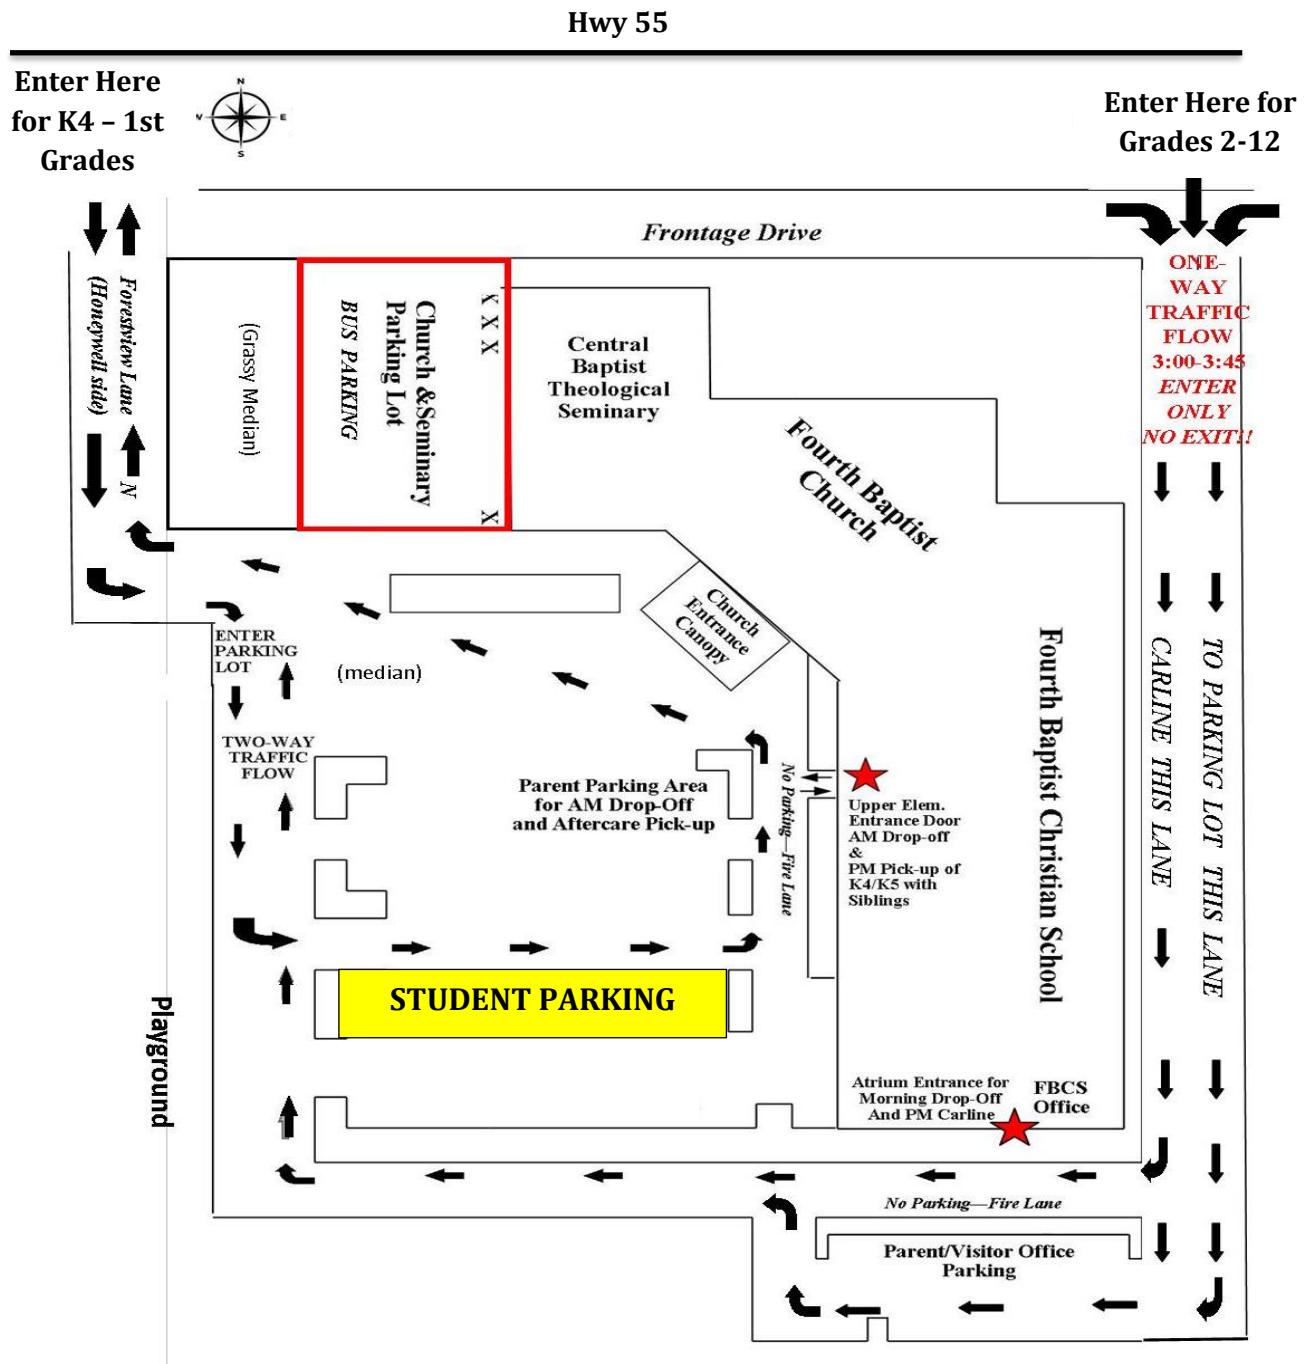 Hwy 55
Enter Here
for K4 – 1st
Grades
N
W
E
S
Enter Here for
Grades 2-12
Frontage Drive
ONE-
WAY
TRAFFIC
FLOW
3:00-3:45
ENTER
ONLY
NO EXIT!!
Forestview Lane N
(Honeywell side)
(Grassy Median)
Church &Seminary
Parking Lot
BUS PARKING
X X X
X
Central
Baptist
Theological
Seminary
Fourth Baptist
Church
Church
Entrance
Canopy
ENTER
PARKING
LOT
(median)
TWO-WAY
TRAFFIC
FLOW
Parent Parking Area
for AM Drop-Off
and Aftercare Pick-up
No Parking—Fire Lane
Upper Elem.
Entrance Door
AM Drop-off
&
PM Pick-up of
K4/K5 with
Siblings
Fourth Baptist Christian School
CARLINE THIS LANE
TO PARKING LOT THIS LANE
STUDENT PARKING
Playground
Atrium Entrance for
Morning Drop-Off
And PM Carline
FBCS
Office
No Parking—Fire Lane
Parent/Visitor Office
Parking